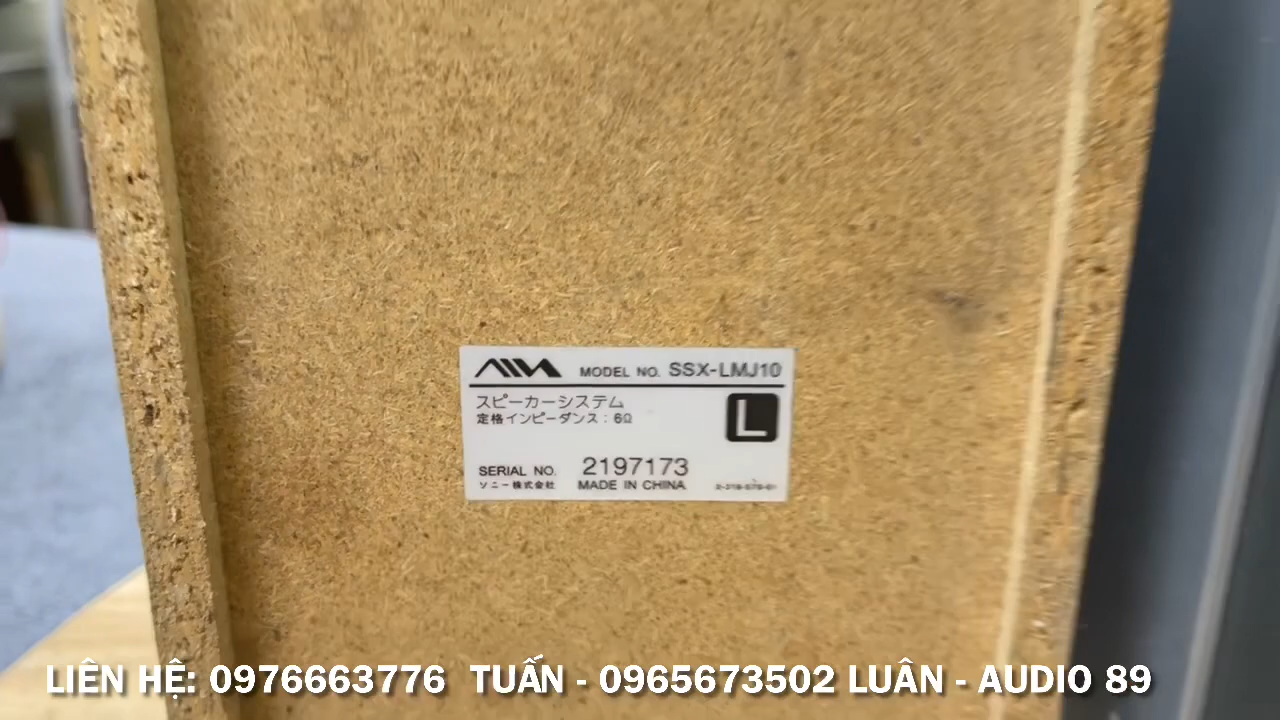 AIWA MODEL NO. SSX-LMJ10
スピーカーシステム
定格インピーダンス：6Ω
L
SERIAL NO. 2197173
ソニー株式会社 MADE IN CHINA
LIÊN HỆ: 0976663776 TUẤN - 0965673502 LUÂN - AUDIO 89